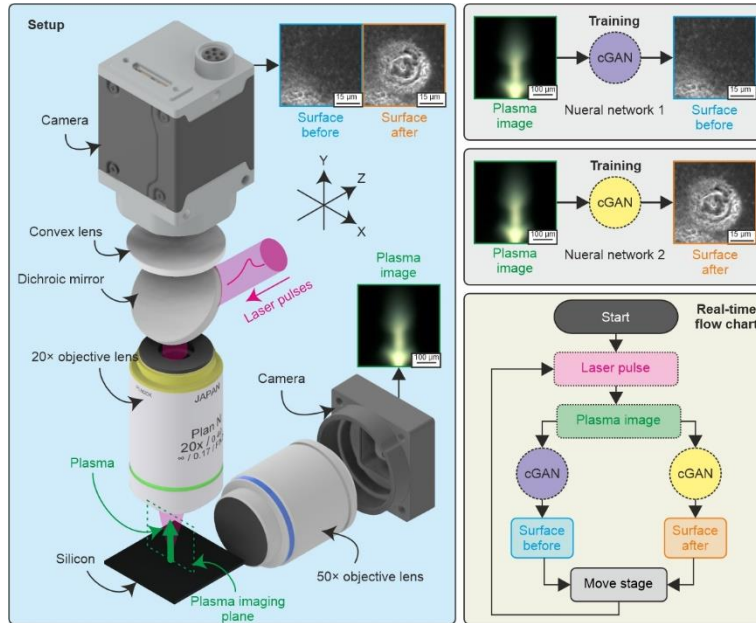 Setup
Camera
15 µm
15 µm
Surface
before
Surface
after
Y
Z
X
Convex lens
Dichroic mirror
Laser pulses
Plasma
image
100 µm
20× objective lens
Camera
JAPAN
Plan N
20x
∞ / 0.17
Plasma
Silicon
50× objective lens
Plasma imaging
plane
Training
cGAN
100 µm
15 µm
Plasma
image
Nueral network 1
Surface
before
Training
cGAN
100 µm
15 µm
Plasma
image
Nueral network 2
Surface
after
Real-time
flow chart
Start
Laser pulse
Plasma image
cGAN
cGAN
Surface
before
Surface
after
Move stage